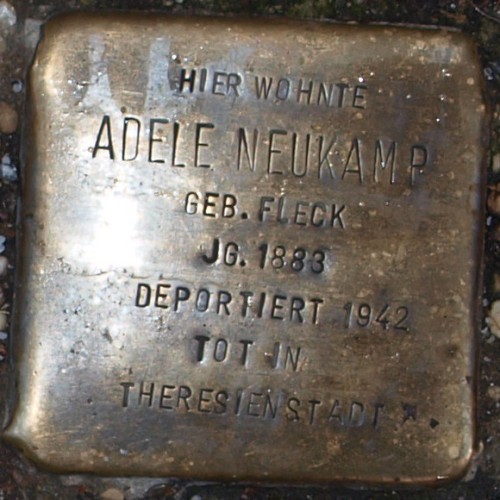 HIER WOHNTE
ADELE NEUKAMP
GEB. FLECK
JG. 1883
DEPORTIERT 1942
TOT IN
THERESIENSTADT